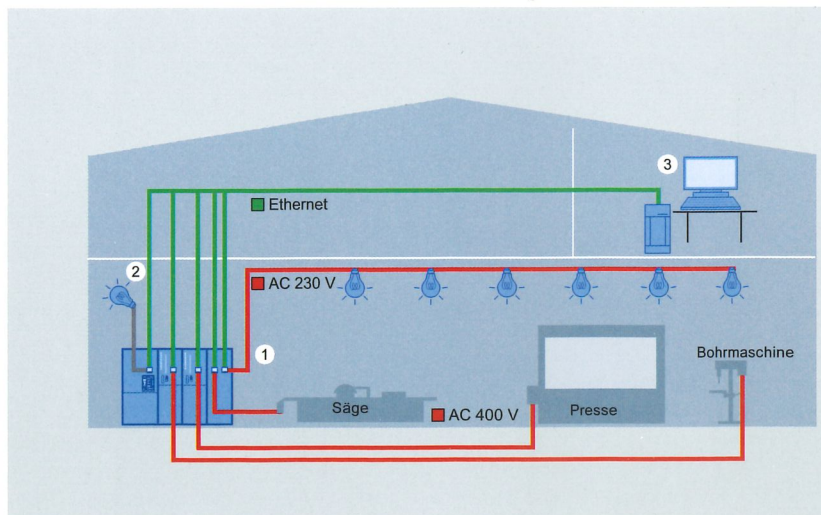 3
Ethernet
2
AC 230 V
1
Bohrmaschine
Säge
AC 400 V
Presse